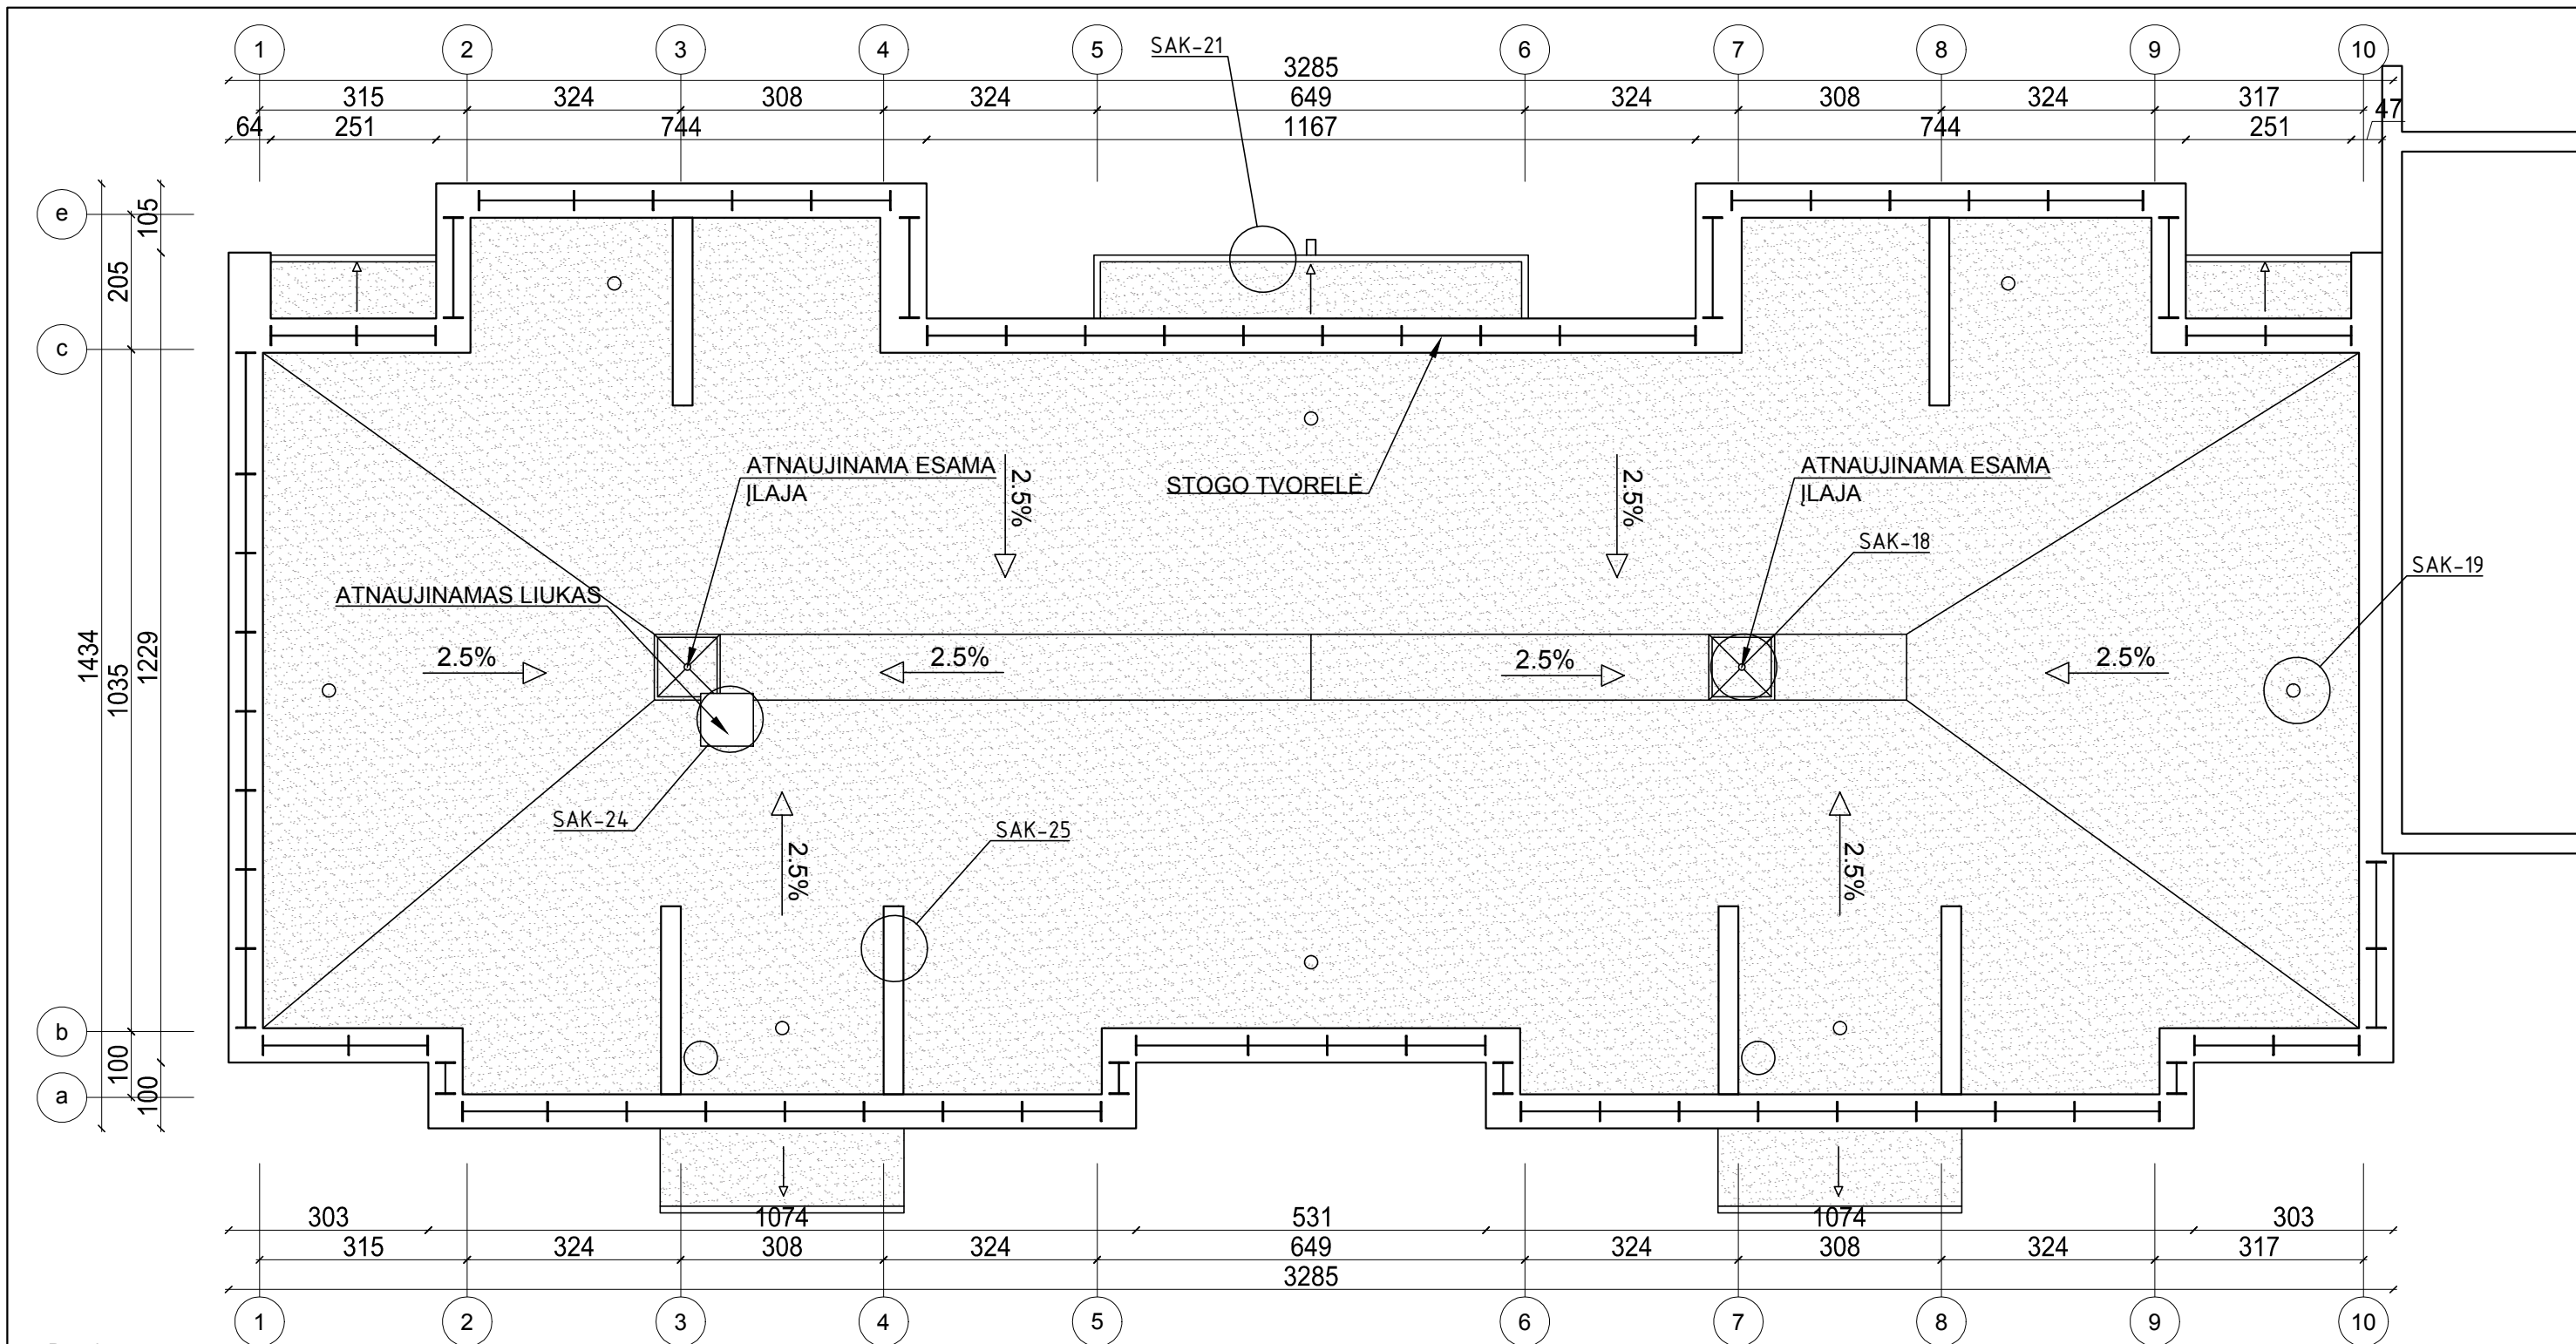 1 2 3 4 5 6 7 8 9 10
SAK-21
3285
315 324 308 324 649 324 308 324 317
47
64 251 744 1167 744 251
e
105
205
c
ATNAUJINAMA ESAMA
ĮLAJA
2.5%
STOGO TVORELĖ
2.5%
ATNAUJINAMA ESAMA
ĮLAJA
SAK-18
SAK-19
ATNAUJINAMAS LIUKAS
1434
1035
1229
2.5%
2.5%
2.5%
2.5%
SAK-24
SAK-25
2.5%
2.5%
b
100
100
a
303 1074 531 1074 303
315 324 308 324 649 324 308 324 317
3285
1 2 3 4 5 6 7 8 9 10